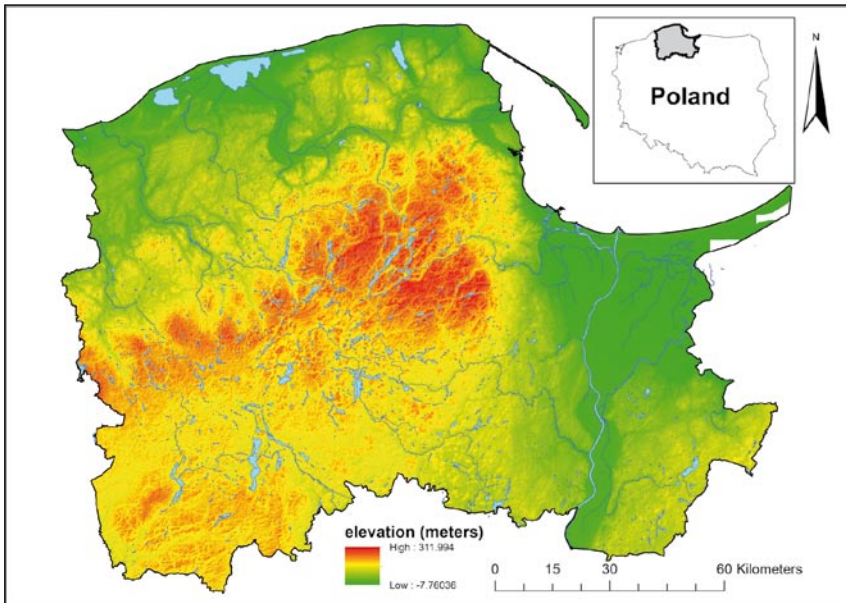 N
Poland
elevation (meters)
High : 311.994
Low : -7.76036
0 15 30 60 Kilometers